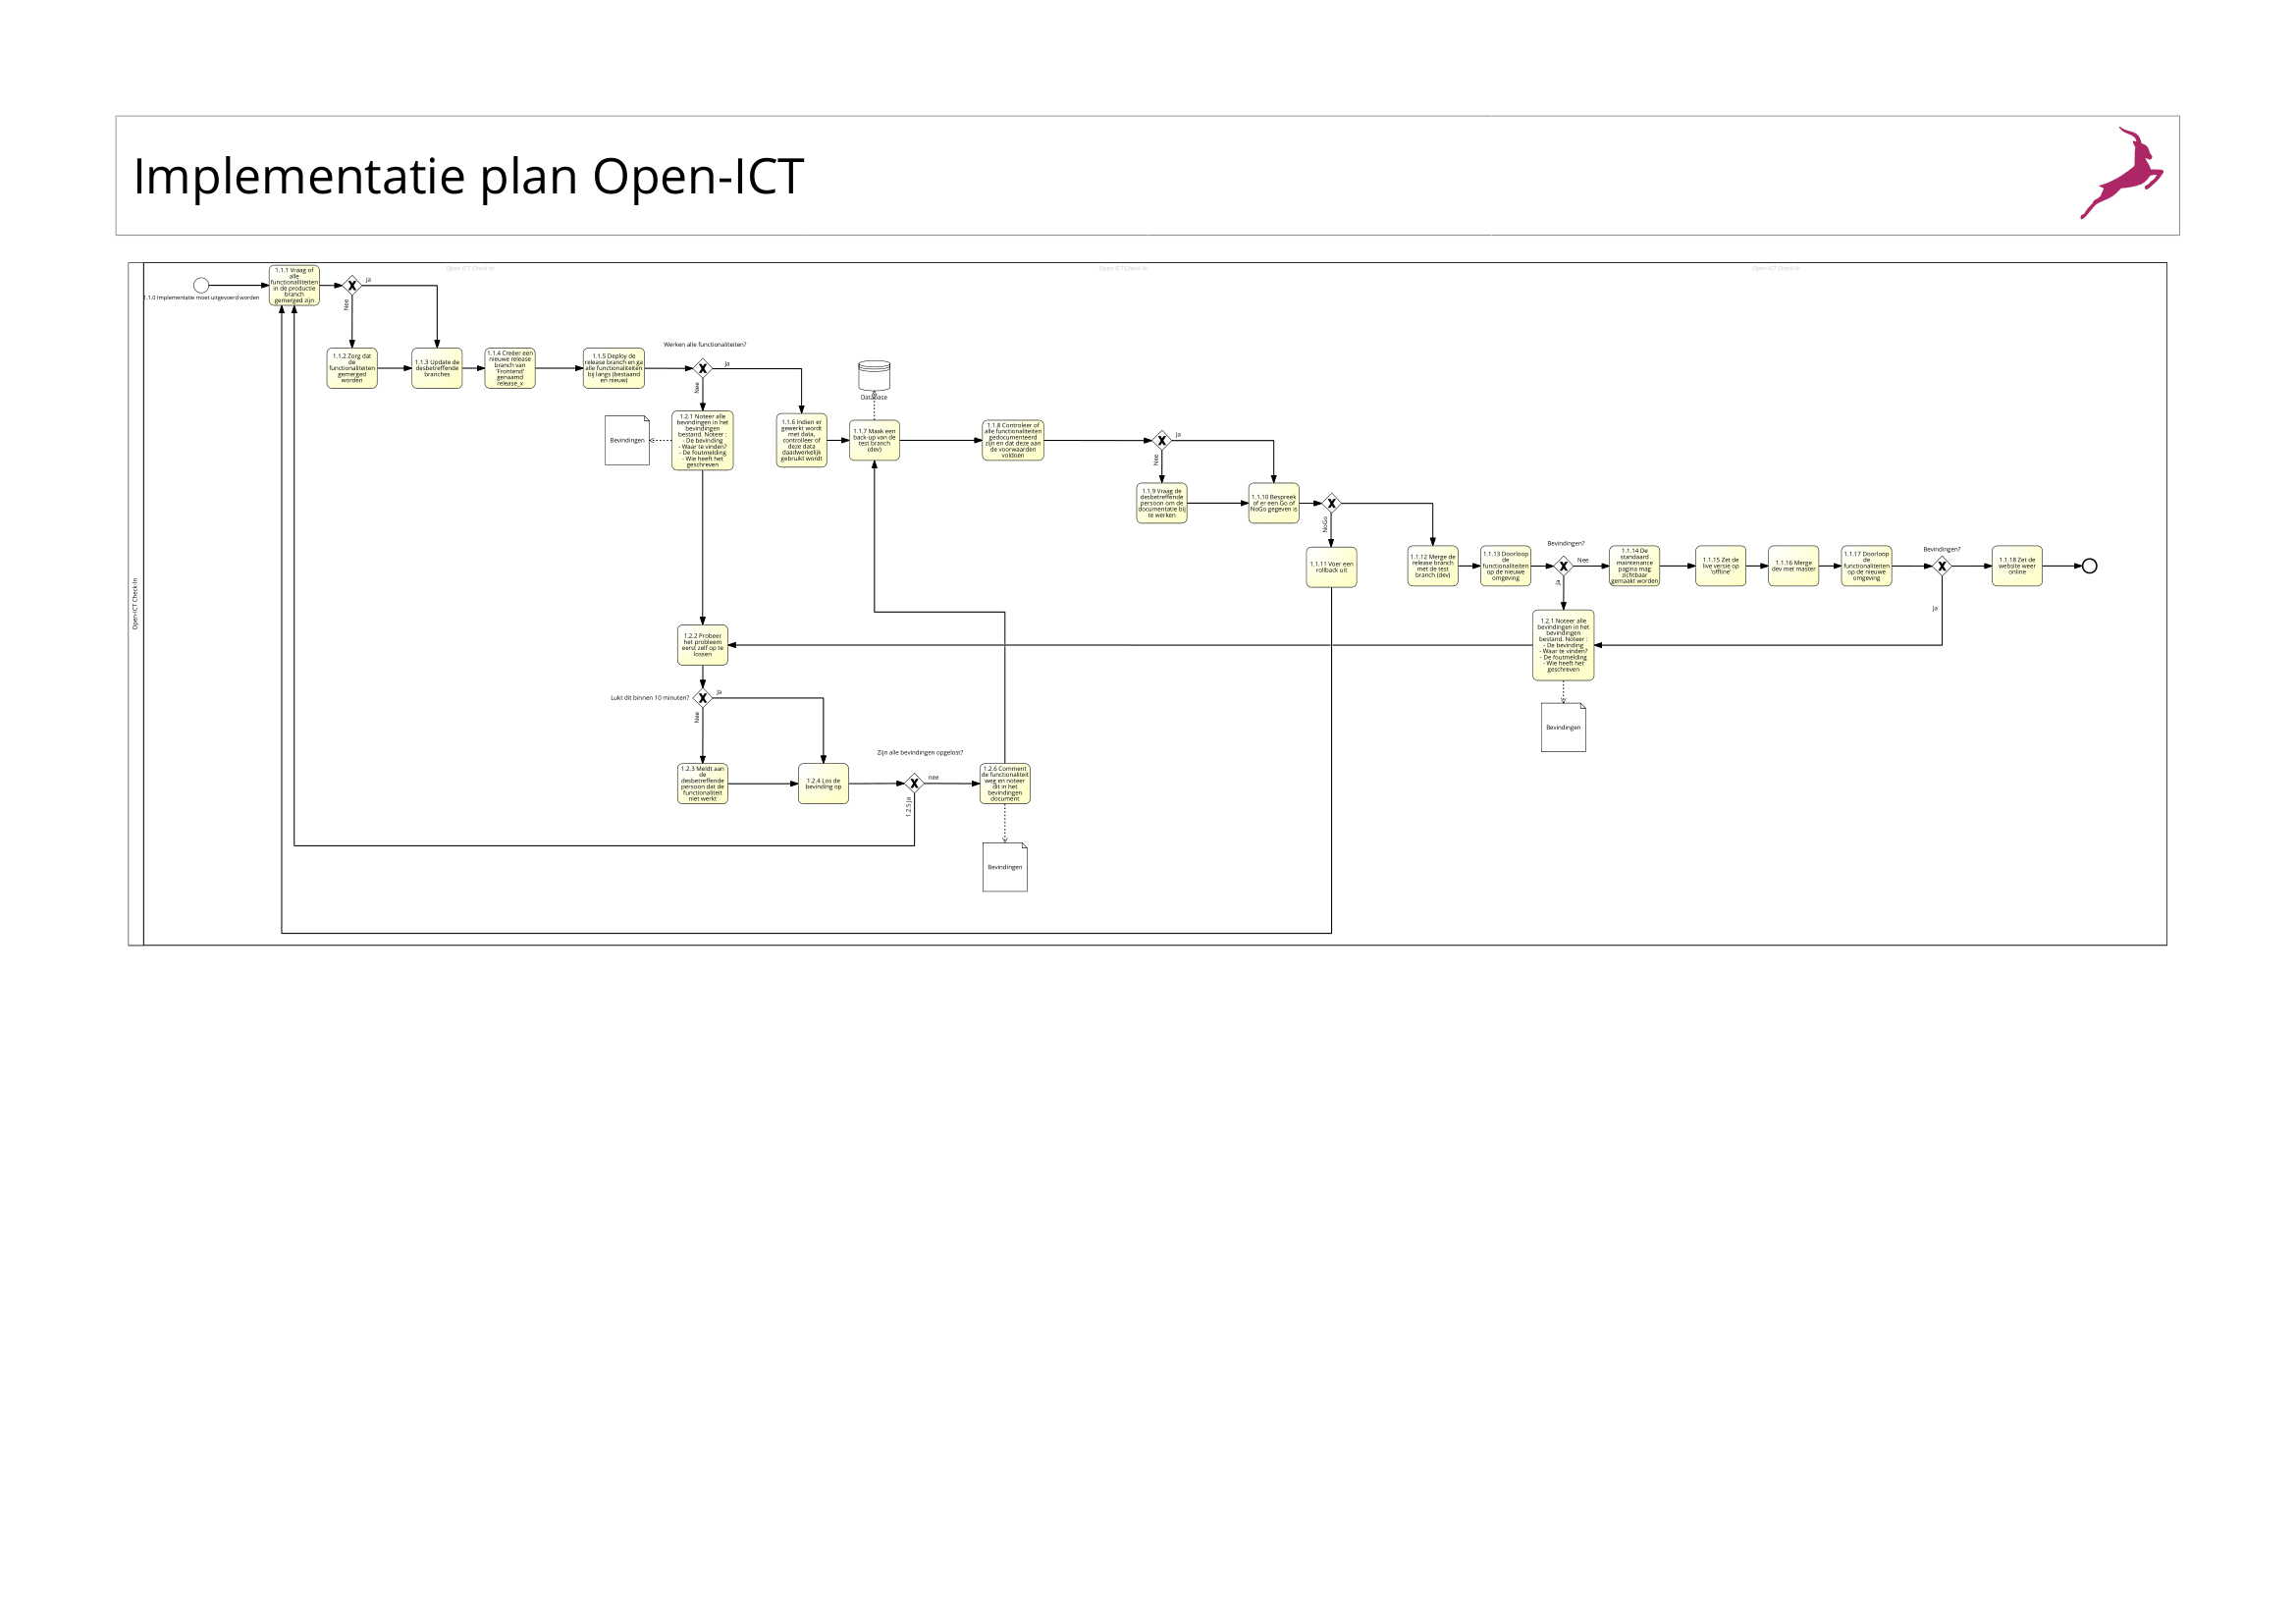 Implementatie plan Open-ICT
Open-ICT Check-In
Open-ICT Check-In
Open-ICT Check-In
Open-ICT Check-In
1.1.0 Implementatie moet uitgevoerd worden
1.1.1 Vraag of
alle
functionalliteiten
in de productie
branch
gemerged zijn
Ja
Nee
1.1.2 Zorg dat
de
functionaliteiten
gemerged
worden
1.1.3 Update de
desbetreffende
branches
1.1.4 Creëer een
nieuwe release
branch van
'Frontend'
genaamd
release_x
1.1.5 Deploy de
release branch en ga
alle functionaliteiten
bij langs (bestaand
en nieuw)
Werken alle functionaliteiten?
Ja
Nee
Bevindingen
1.2.1 Noteer alle
bevindingen in het
bevindingen
bestand. Noteer :
- De bevinding
- Waar te vinden?
- De foutmelding
- Wie heeft het
geschreven
1.1.6 Indien er
gewerkt wordt
met data,
controlleer of
deze data
daadwerkelijk
gebruikt wordt
Database
1.1.7 Maak een
back-up van de
test branch
(dev)
1.1.8 Controleer of
alle functionaliteiten
gedocumenteerd
zijn en dat deze aan
de voorwaarden
voldoen
Ja
Nee
1.1.9 Vraag de
desbetreffende
persoon om de
documentatie bij
te werken
1.1.10 Bespreek
of er een Go of
NoGo gegeven is
NoGo
1.1.11 Voer een
rollback uit
1.1.12 Merge de
release branch
met de test
branch (dev)
1.1.13 Doorloop
de
functionaliteiten
op de nieuwe
omgeving
Bevindingen?
Nee
Ja
1.1.14 De
standaard
maintenance
pagina mag
zichtbaar
gemaakt worden
1.1.15 Zet de
live versie op
'offline'
1.1.16 Merge
dev met master
1.1.17 Doorloop
de
functionaliteiten
op de nieuwe
omgeving
Bevindingen?
Ja
1.1.18 Zet de
website weer
online
1.2.1 Noteer alle
bevindingen in het
bevindingen
bestand. Noteer :
- De bevinding
- Waar te vinden?
- De foutmelding
- Wie heeft het
geschreven
Bevindingen
1.2.2 Probeer
het probleem
eerst zelf op te
lossen
Lukt dit binnen 10 minuten?
Ja
Nee
1.2.3 Meldt aan
de
desbetreffende
persoon dat de
functionaliteit
niet werkt
1.2.4 Los de
bevinding op
Zijn alle bevindingen opgelost?
nee
1.2.5 Ja
1.2.6 Comment
de functionaliteit
weg en noteer
dit in het
bevindingen
document
Bevindingen